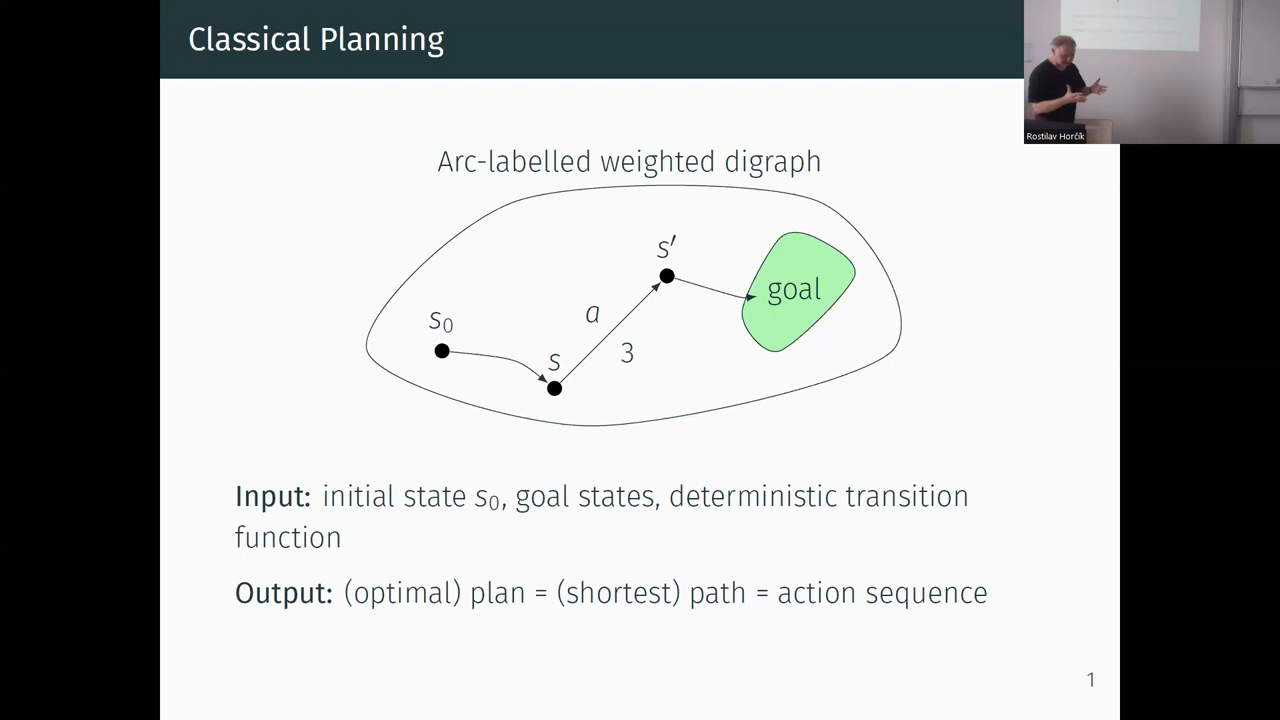 Classical Planning
Rostilav Horčík
Arc-labelled weighted digraph
s′
goal
s₀
a
s
3
Input: initial state s₀, goal states, deterministic transition
function
Output: (optimal) plan = (shortest) path = action sequence
1